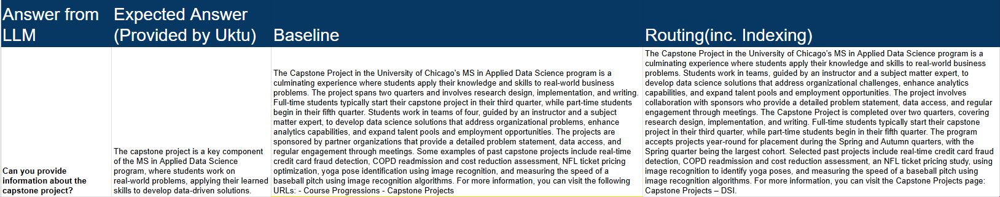 Answer from
LLM
Expected Answer
(Provided by Uktu)
Baseline
Routing(inc. Indexing)
Can you provide
information about the
capstone project?
The capstone project is a key component
of the MS in Applied Data Science
program, where students work on
real-world problems, applying their learned
skills to develop data-driven solutions.
The Capstone Project in the University of Chicago's MS in Applied Data Science program is a
culminating experience where students apply their knowledge and skills to real-world business
problems. The project spans two quarters and involves research design, implementation, and writing.
Full-time students typically start their capstone project in their third quarter, while part-time students
begin in their fifth quarter. Students work in teams of four, guided by an instructor and a subject
matter expert, to develop data science solutions that address organizational problems, enhance
analytics capabilities, and expand talent pools and employment opportunities. The projects are
sponsored by partner organizations that provide a detailed problem statement, data access, and
regular engagement through meetings. Some examples of past capstone projects include real-time
credit card fraud detection, COPD readmission and cost reduction assessment, NFL ticket pricing
optimization, yoga pose identification using image recognition, and measuring the speed of a
baseball pitch using image recognition algorithms. For more information, you can visit the following
URLs: - Course Progressions - Capstone Projects
The Capstone Project in the University of Chicago's MS in Applied Data Science program is a
culminating experience where students apply their knowledge and skills to real-world business
problems. Students work in teams, guided by an instructor and a subject matter expert, to
develop data science solutions that address organizational challenges, enhance analytics
capabilities, and expand talent pools and employment opportunities. The project involves
collaboration with sponsors who provide a detailed problem statement, data access, and regular
engagement through meetings. The Capstone Project is completed over two quarters, covering
research design, implementation, and writing. Full-time students typically start their capstone
project in their third quarter, while part-time students begin in their fifth quarter. The program
accepts projects year-round for placement during the Spring and Autumn quarters, with the
Spring quarter being the largest cohort. Selected past projects include real-time credit card fraud
detection, COPD readmission and cost reduction assessment, an NFL ticket pricing study, using
image recognition to identify yoga poses, and measuring the speed of a baseball pitch using
image recognition algorithms. For more information, you can visit the Capstone Projects page:
Capstone Projects – DSI.